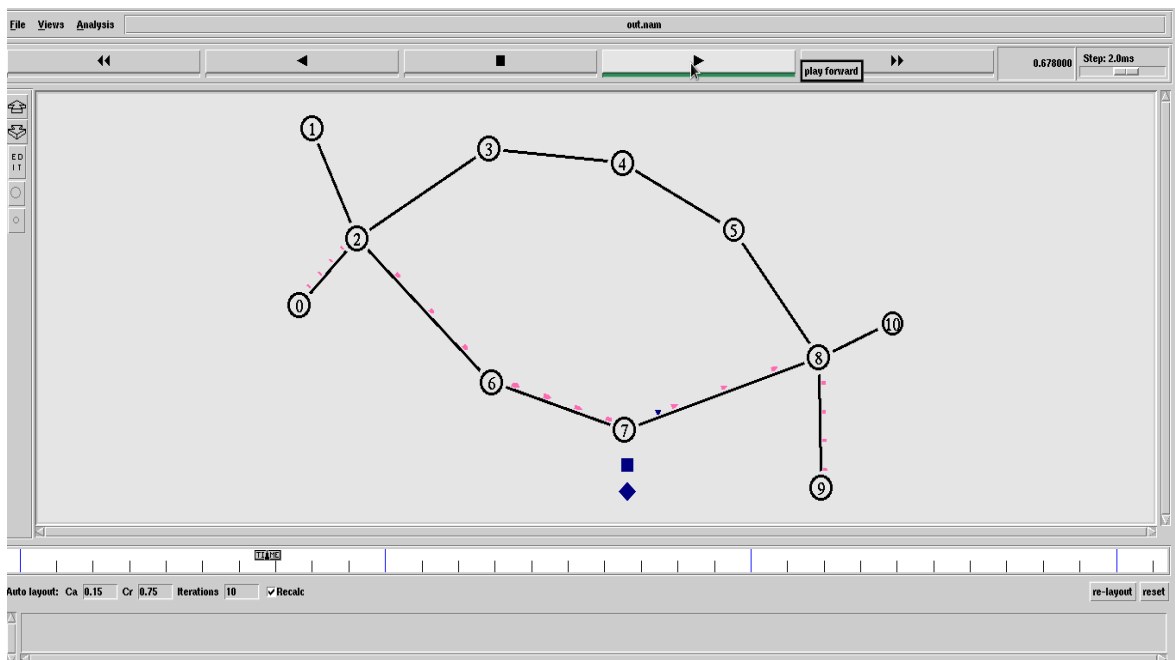 File Views Analysis out.nam
0.678000 Step: 2.0ms
play forward
ED
IT
1
3
4
5
2
0
10
8
6
7
9
TIME
Auto layout: Ca 0.15 Cr 0.75 Iterations 10 Recalc re-layout reset